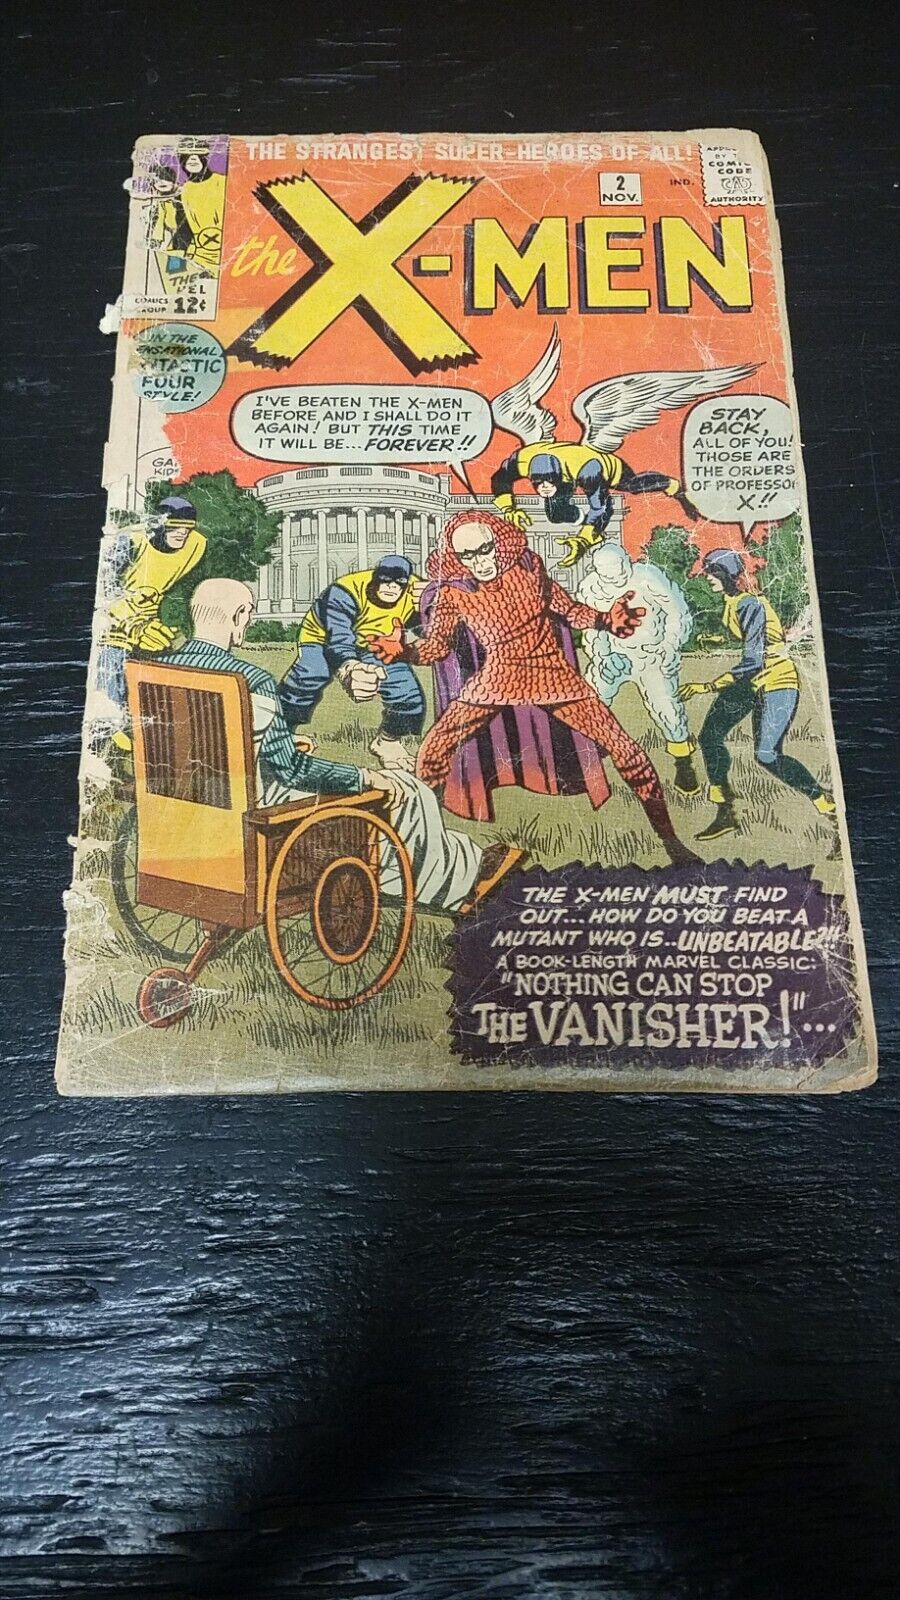 THE STRANGEST SUPER-HEROES OF ALL!
COMIC
CODE
AUTHORITY
2
NOV.
IND.
the X-MEN
COMICS
12¢
IN THE
FOUR
STYLE!
I'VE BEATEN THE X-MEN
BEFORE AND I SHALL DO IT
AGAIN! BUT THIS TIME
IT WILL BE... FOREVER!!
STAY
BACK,
ALL OF YOU!
THOSE ARE
THE ORDERS
OF PROFESSOR
X!!
THE X-MEN MUST FIND
OUT... HOW DO YOU BEAT A
MUTANT WHO IS.. UNBEATABLE?!!
A BOOK-LENGTH MARVEL CLASSIC:
"NOTHING CAN STOP
THE VANISHER!"...